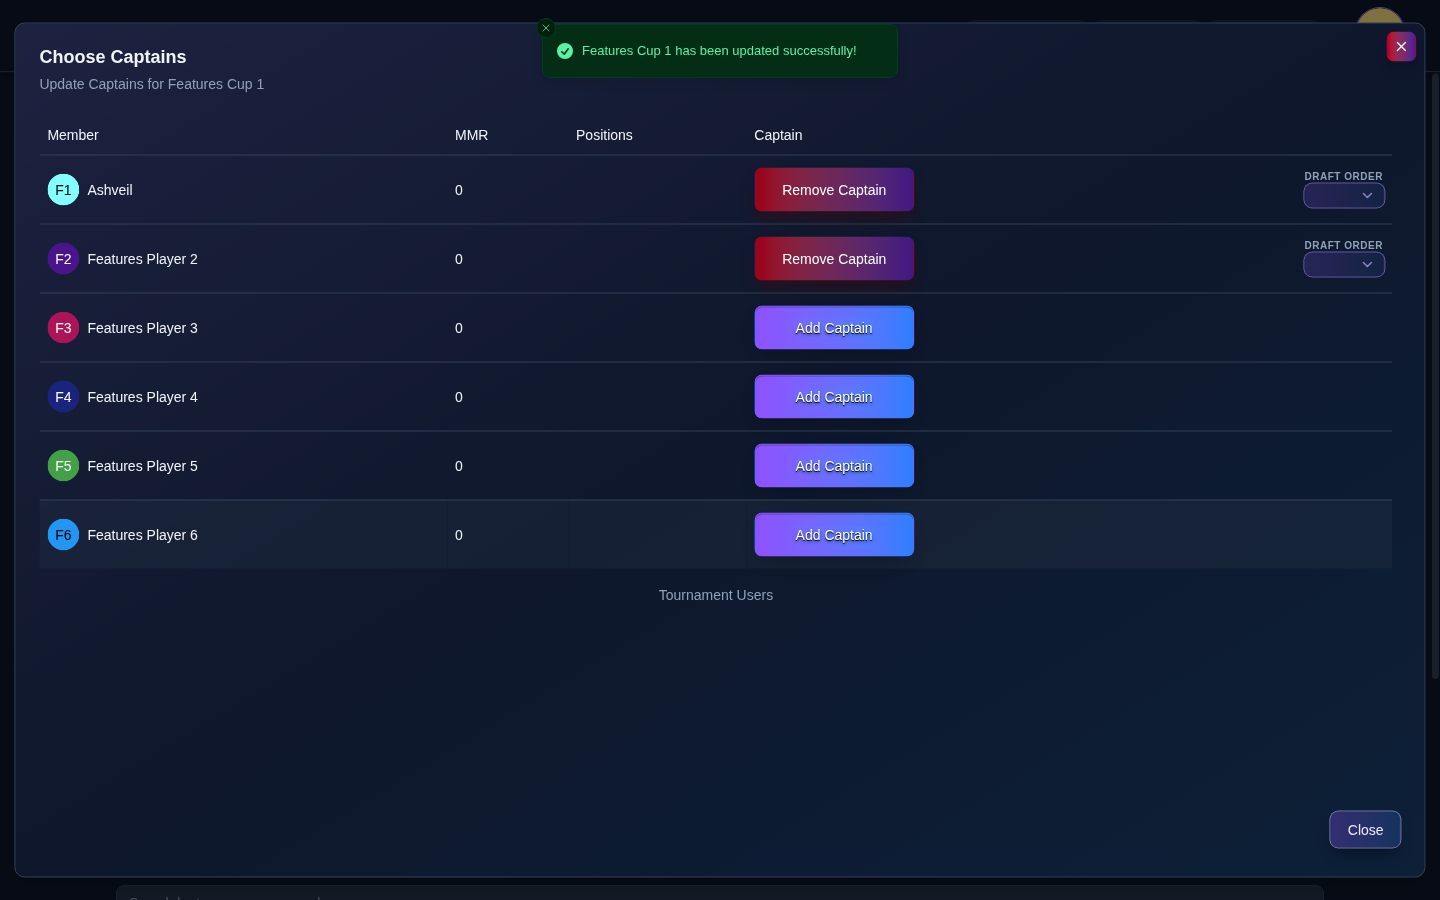 Features Cup 1 has been updated successfully!
Choose Captains
Update Captains for Features Cup 1
Member MMR Positions Captain
F1 Ashveil 0 Remove Captain DRAFT ORDER
F2 Features Player 2 0 Remove Captain DRAFT ORDER
F3 Features Player 3 0 Add Captain
F4 Features Player 4 0 Add Captain
F5 Features Player 5 0 Add Captain
F6 Features Player 6 0 Add Captain
Tournament Users
Close